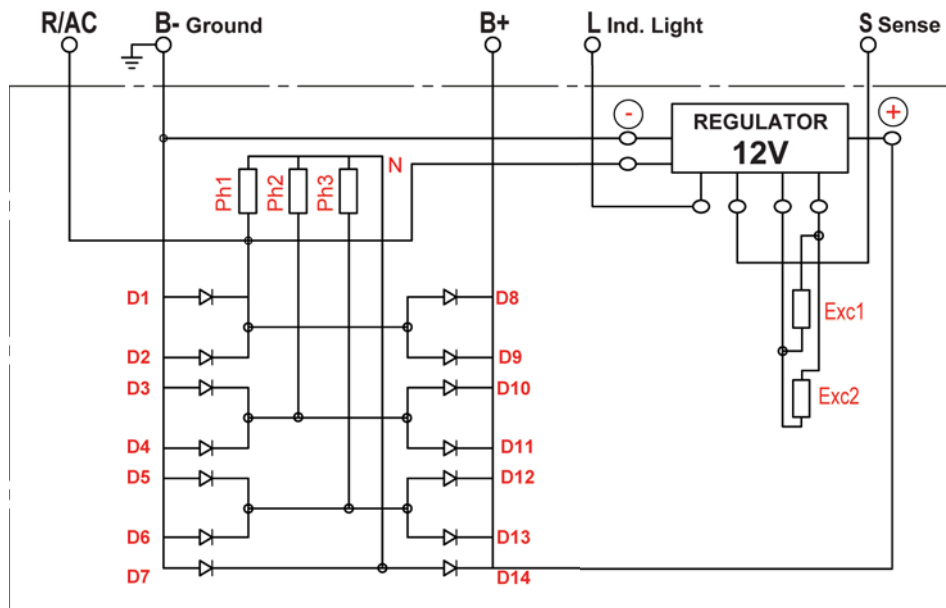 R/AC B- Ground B+ L Ind. Light S Sense
- +
REGULATOR
12V
N
Ph1 Ph2 Ph3
D1 D8
Exc1
D2 D9
D3 D10
Exc2
D4 D11
D5 D12
D6 D13
D7 D14